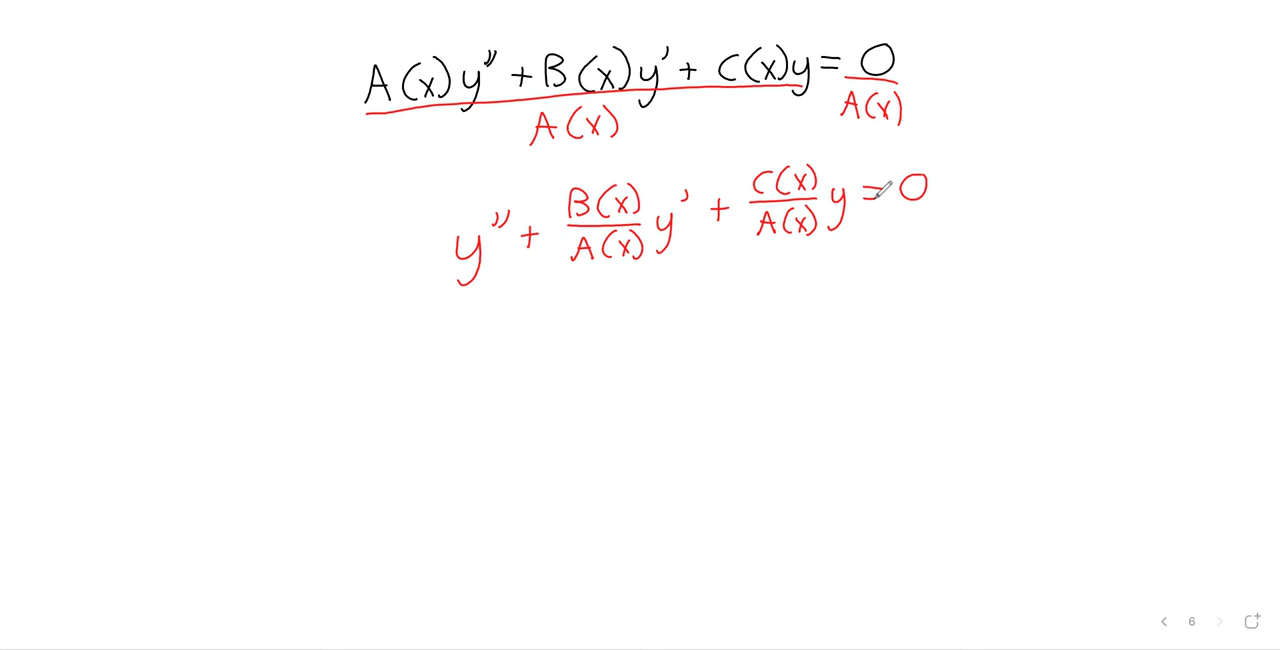 A(x)y'' + B(x)y' + C(x)y = 0
A(x) A(x)
y'' + B(x)/A(x) y' + C(x)/A(x) y = 0
6